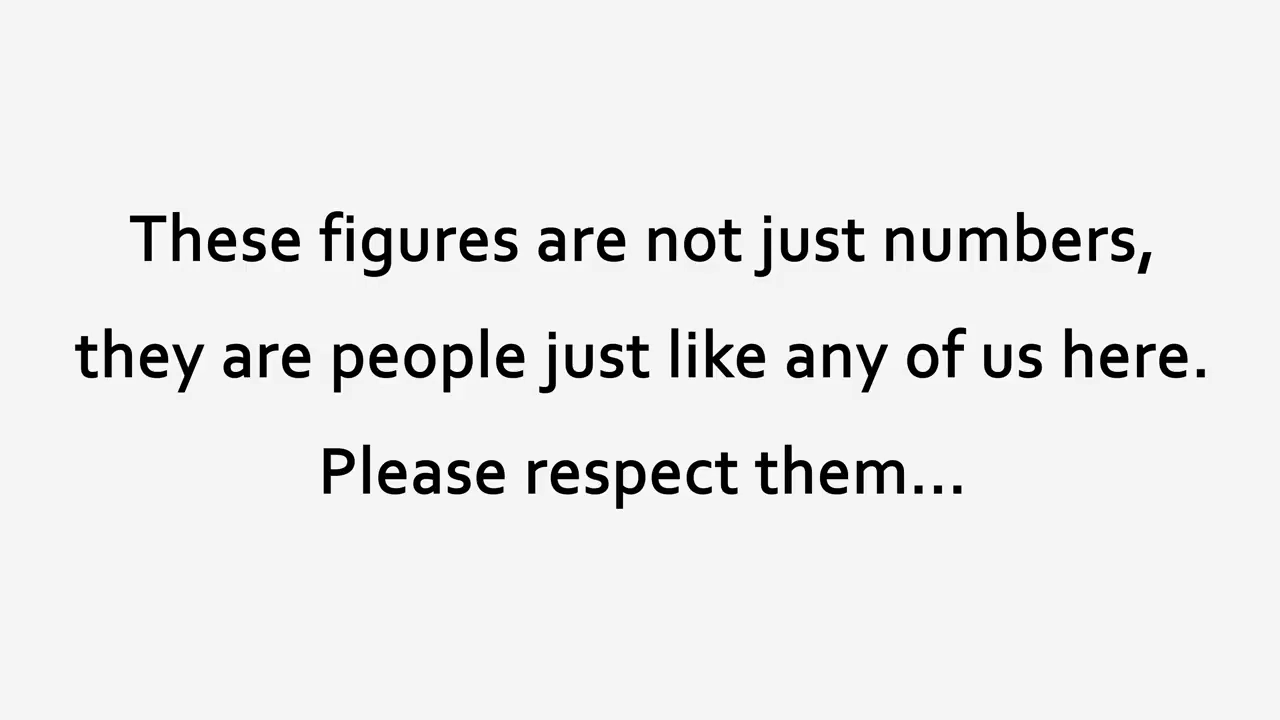 These figures are not just numbers,
they are people just like any of us here.
Please respect them...